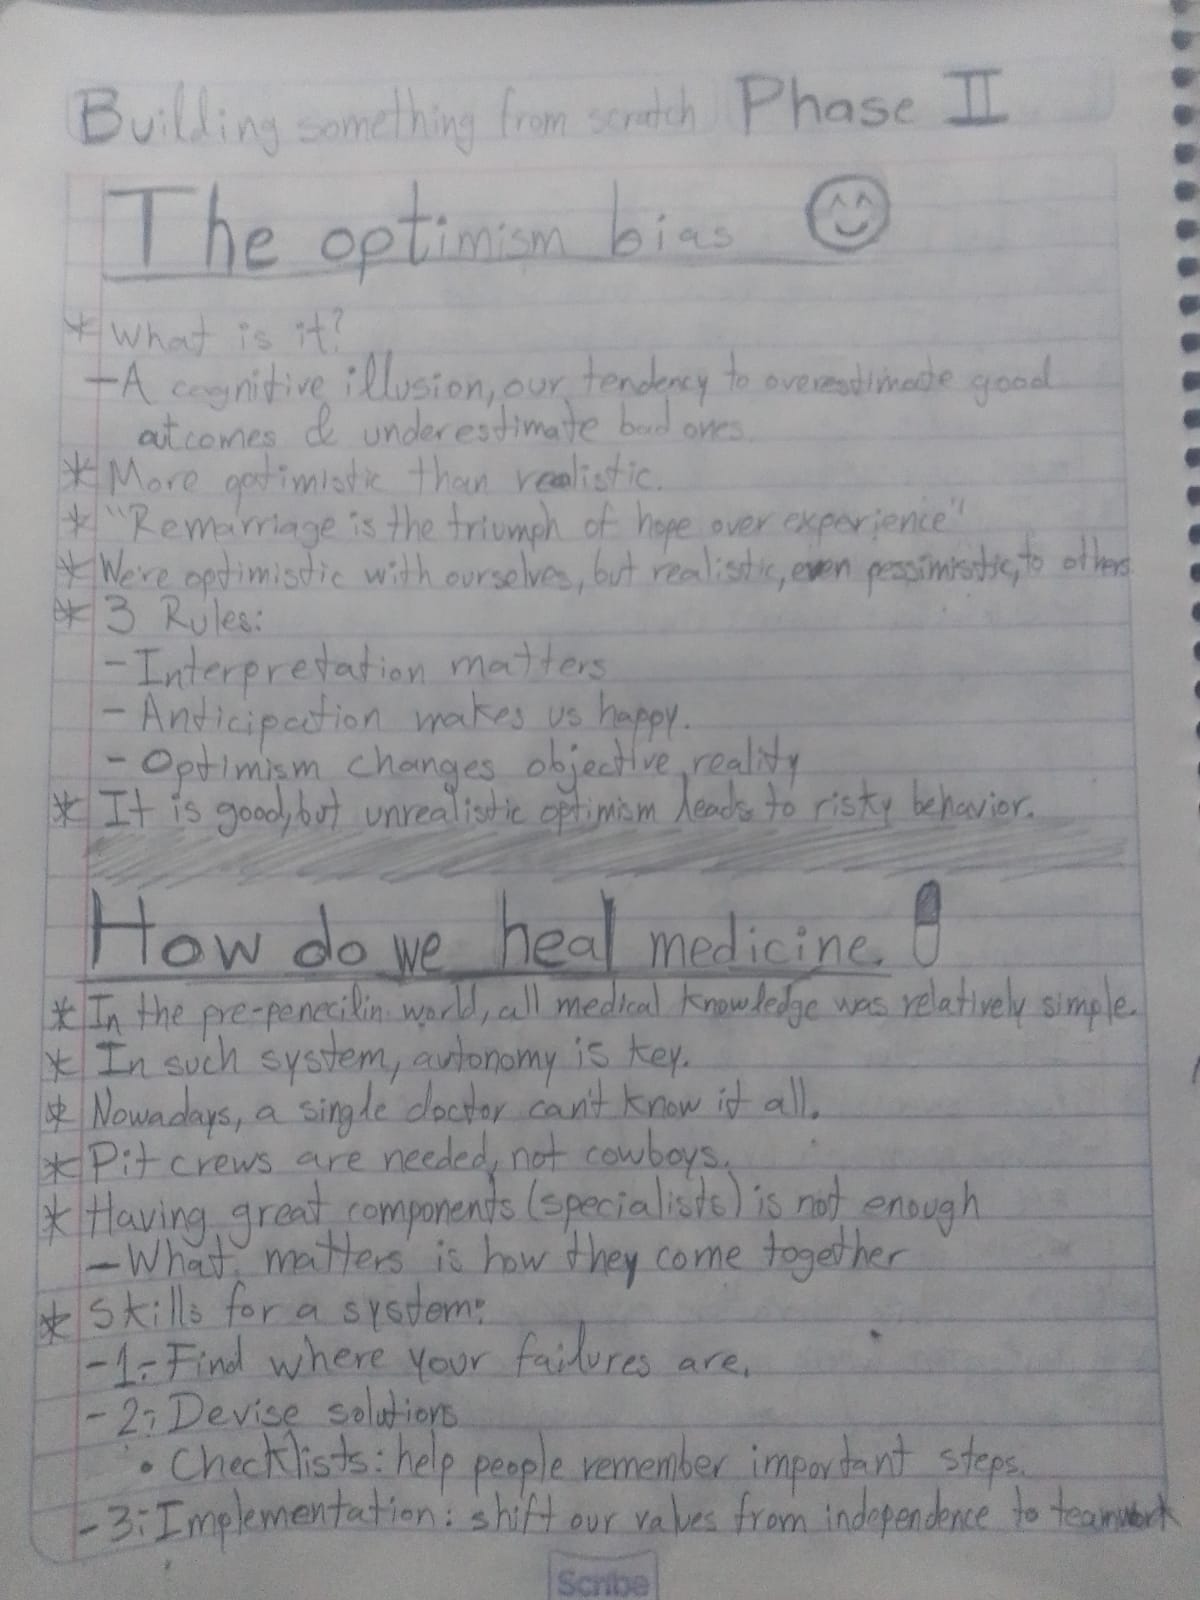 Building something from scratch Phase II
The optimism bias
* What is it?
- A cognitive illusion, our tendency to overestimate good
outcomes & underestimate bad ones.
* More optimistic than realistic.
* "Remarriage is the triumph of hope over experience"
* We're optimistic with ourselves, but realistic, even pessimistic, to others
* 3 Rules:
- Interpretation matters
- Anticipation makes us happy.
- Optimism changes objective reality
* It is good, but unrealistic optimism leads to risky behavior.
How do we heal medicine.
* In the pre-penecilin world, all medical knowledge was relatively simple.
* In such system, autonomy is key.
* Nowadays, a single doctor can't know it all.
* Pit crews are needed, not cowboys.
* Having great components (specialists) is not enough
- What matters is how they come together
* Skills for a system:
- 1.- Find where your failures are.
- 2.- Devise solutions
• Checklists: help people remember important steps.
- 3.- Implementation: shift our values from independence to teamwork
Scribe